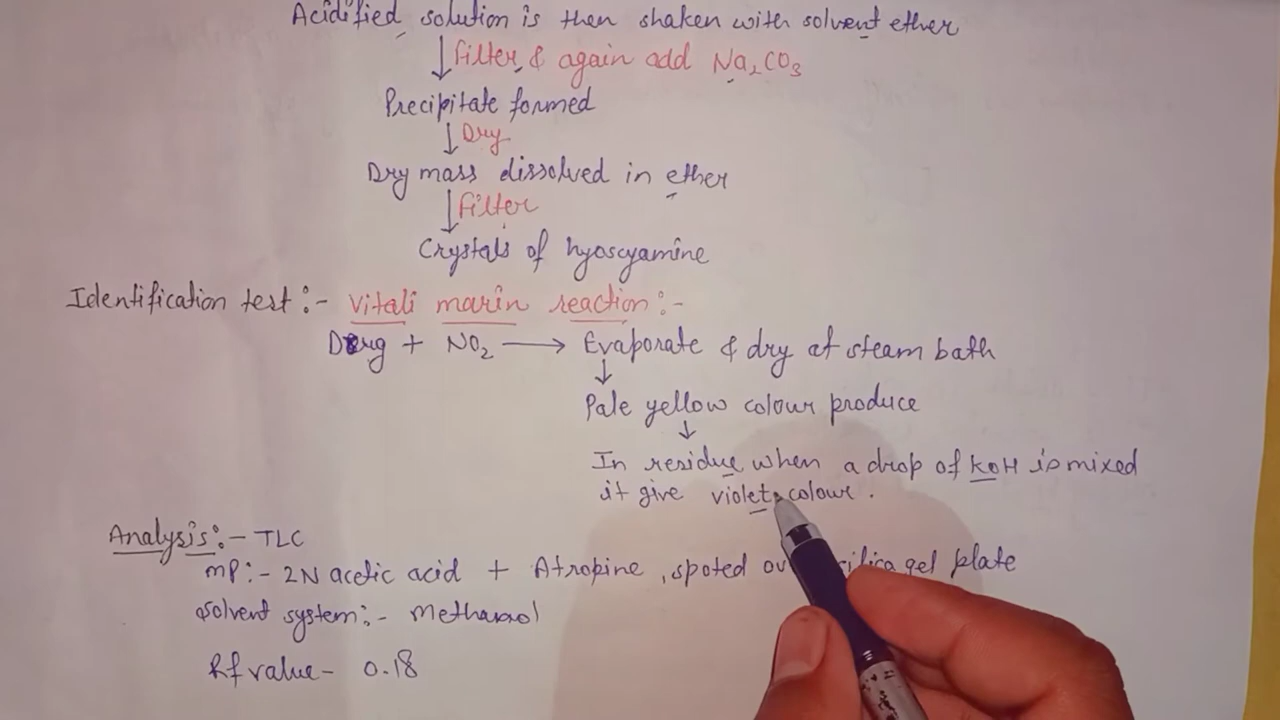 Acidified solution is then shaken with solvent ether
↓ Filter & again add Na₂CO₃
Precipitate formed
↓ Dry
Dry mass dissolved in ether
↓ Filter
Crystals of hyoscyamine
Identification test:- Vitali marin reaction:-
Drug + NO₂ → Evaporate & dry at steam bath
↓
Pale yellow colour produce
↓
In residue when a drop of KOH is mixed
it give violet colour.
Analysis:- TLC
mp:- 2N acetic acid + Atropine, spoted silica gel plate
Solvent system:- Methanol
Rf value- 0.18